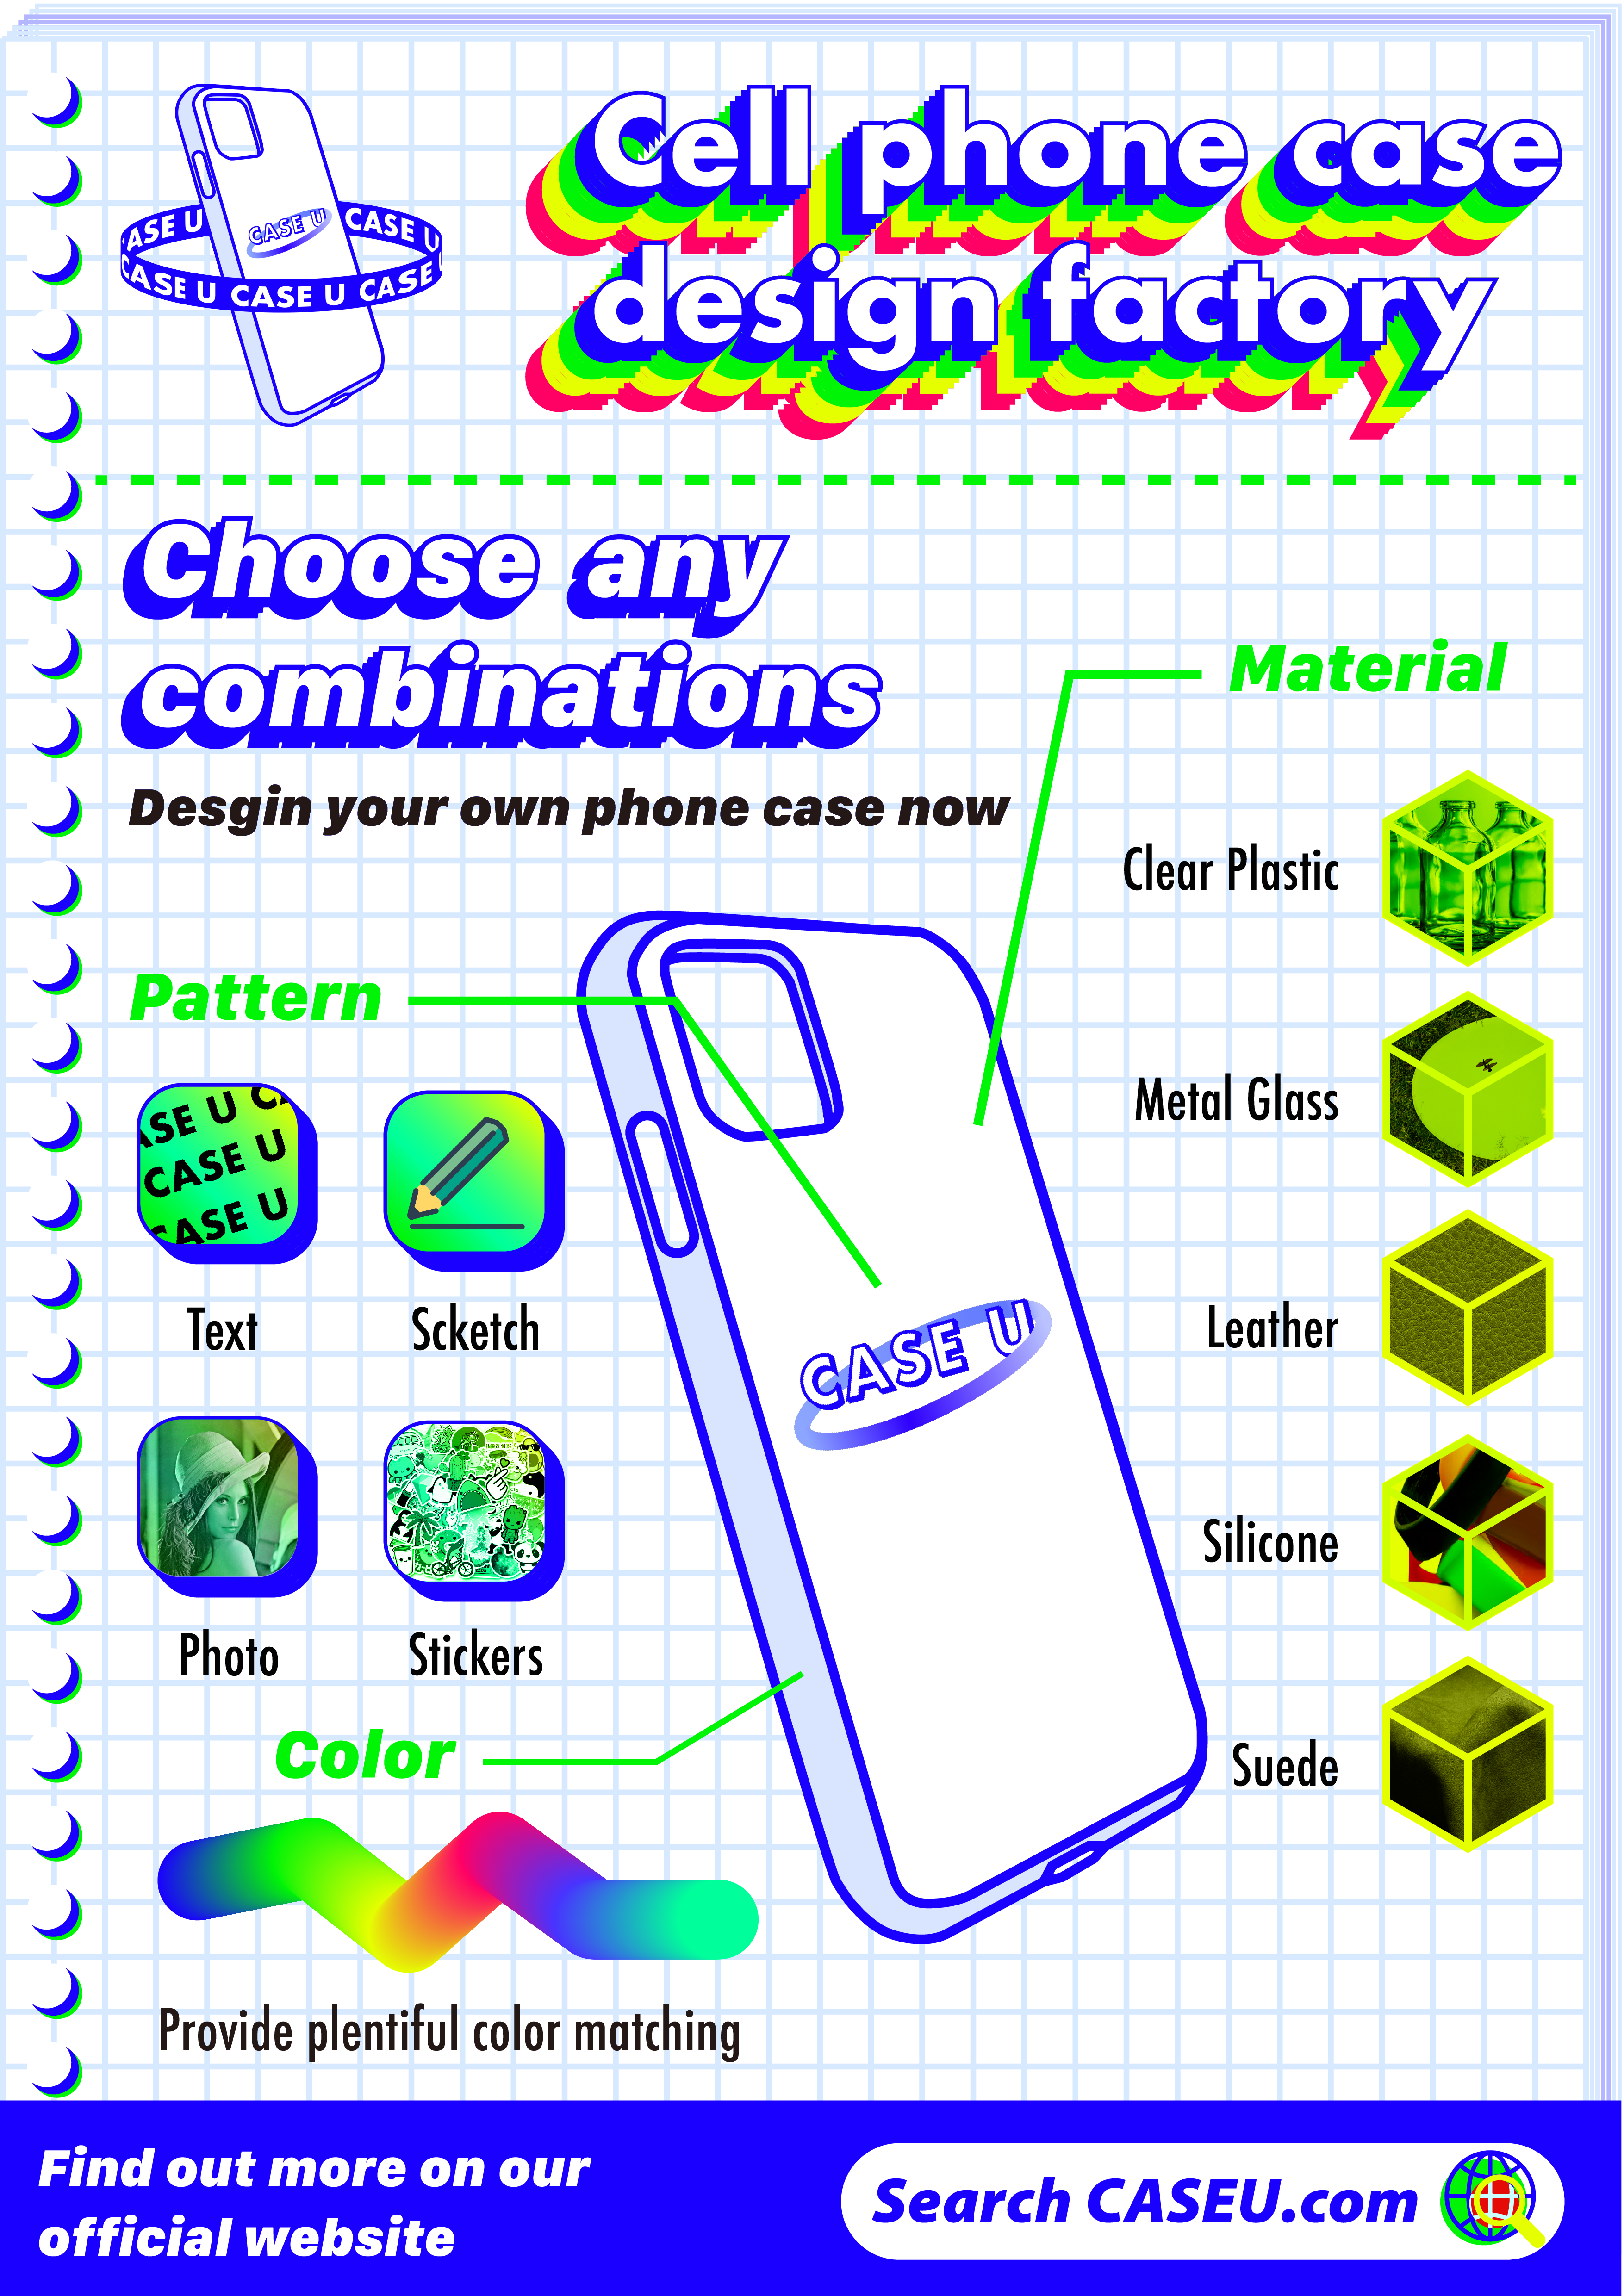 CASE U
ASE U
CASE U
CASE U CASE U CASE
Cell phone case
design factory
Choose any
combinations
Desgin your own phone case now
Material
Clear Plastic
Metal Glass
Leather
Silicone
Suede
Pattern
ASE U CA
CASE U
CASE U
Text
Scketch
Photo
Stickers
CASE U
Color
Provide plentiful color matching
Find out more on our
official website
Search CASEU.com